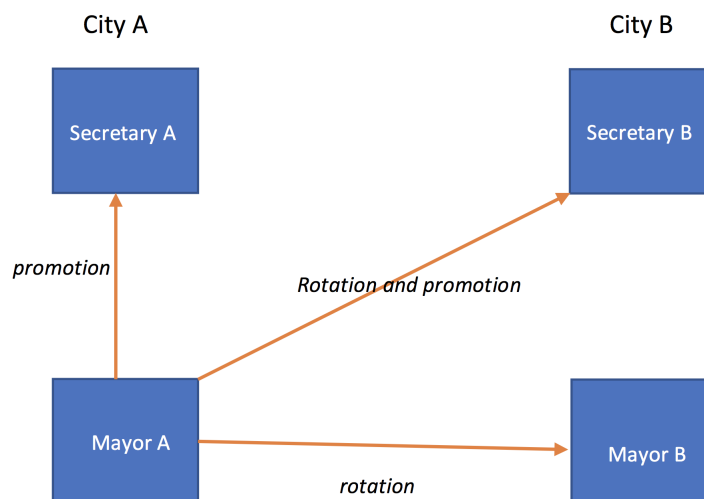 City A
City B
Secretary A
Secretary B
promotion
Rotation and promotion
Mayor A
Mayor B
rotation